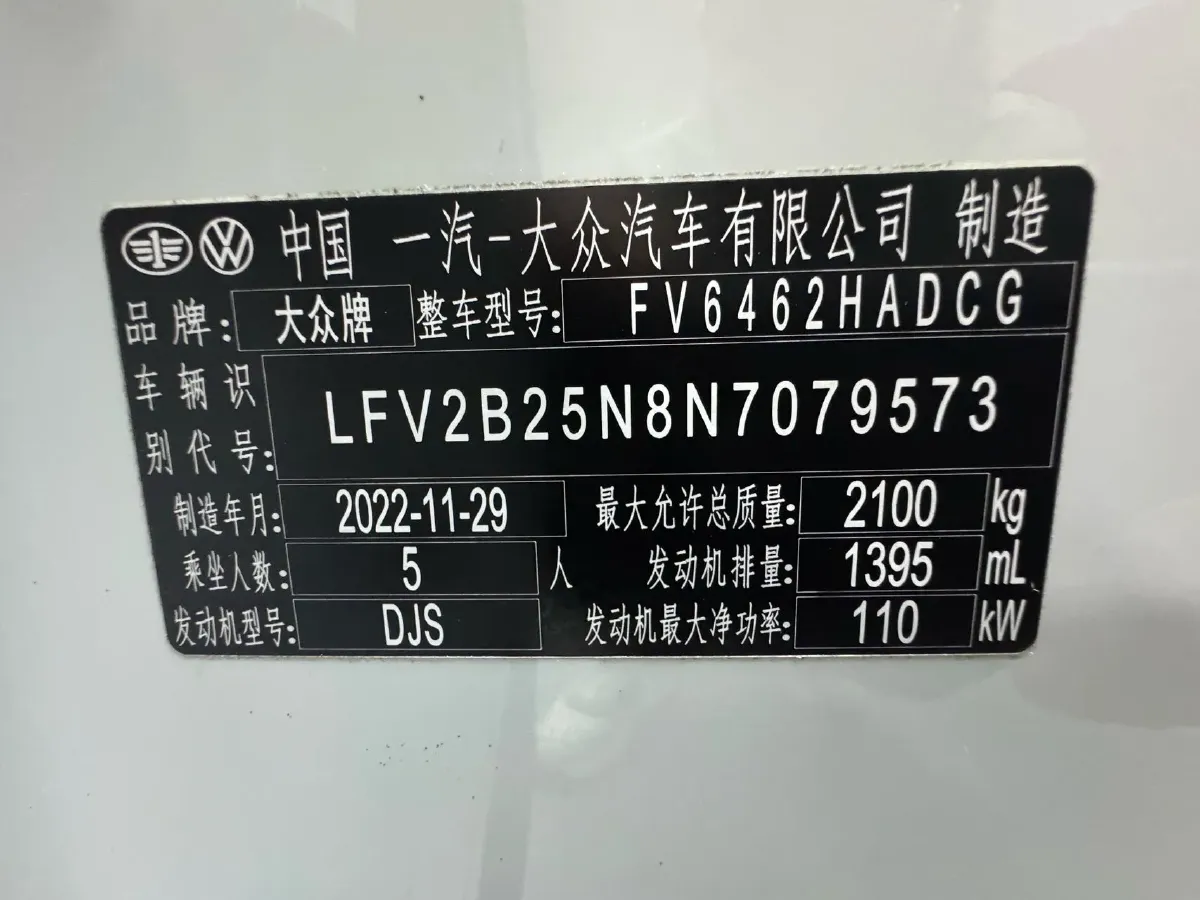 中国 一汽-大众汽车有限公司 制造
品牌: 大众牌 整车型号: FV6462HADCG
车辆识别代号: LFV2B25N8N7079573
制造年月: 2022-11-29 最大允许总质量: 2100 kg
乘坐人数: 5 人 发动机排量: 1395 mL
发动机型号: DJS 发动机最大净功率: 110 kW